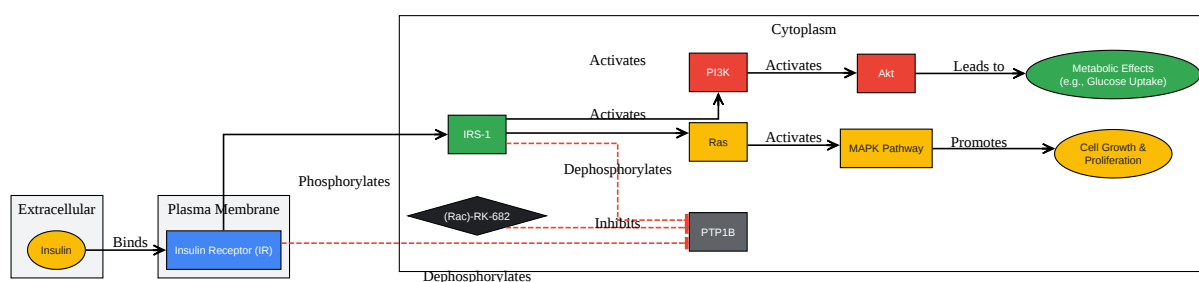 Cytoplasm
Activates
PI3K
Activates
Akt
Leads to
Metabolic Effects
(e.g., Glucose Uptake)
IRS-1
Activates
Ras
Activates
MAPK Pathway
Promotes
Cell Growth &
Proliferation
Dephosphorylates
Phosphorylates
Extracellular
Plasma Membrane
(Rac)-RK-682
Inhibits
PTP1B
Insulin
Binds
Insulin Receptor (IR)
Dephosphorylates